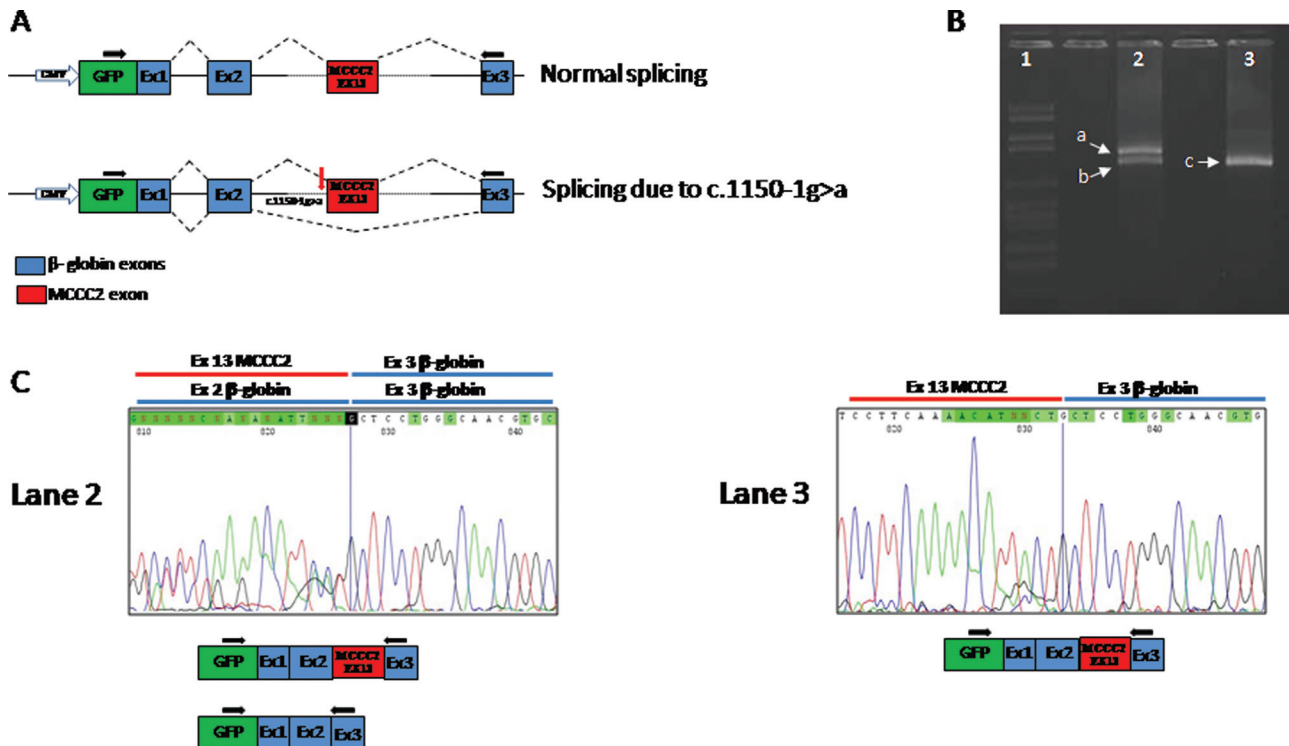 A
CMV GFP Ex1 Ex2 MCCC2 EX13 Ex3 Normal splicing
CMV GFP Ex1 Ex2 c.1150-1g>a MCCC2 EX13 Ex3 Splicing due to c.1150-1g>a
β-globin exons
MCCC2 exon
B
1 2 3
a
b
c
C
Ex 13 MCCC2 Ex 3 β-globin
Ex 2 β-globin Ex 3 β-globin
GCTCCTGGGCAACGTGC
810 820 830 840
Lane 2
GFP Ex1 Ex2 MCCC2 EX13 Ex3
GFP Ex1 Ex2 Ex3
Ex 13 MCCC2 Ex 3 β-globin
TCCTTCAAAACATNNCTGCTCCTGGGCAACGTG
820 830 840
Lane 3
GFP Ex1 Ex2 MCCC2 EX13 Ex3